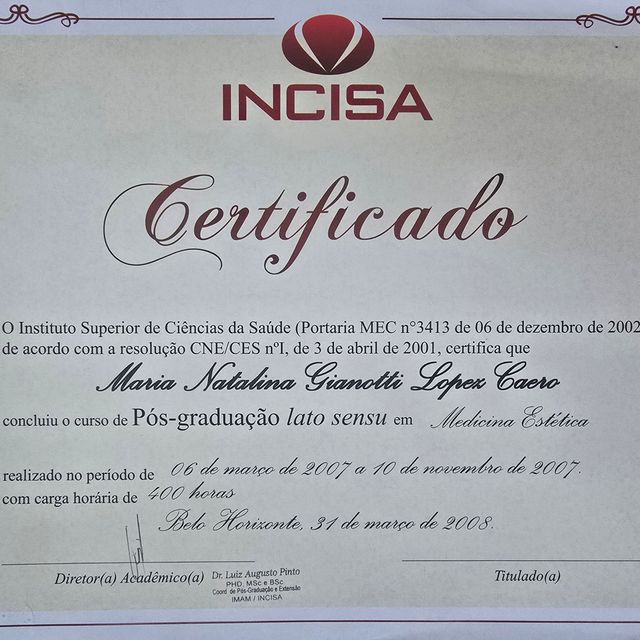 INCISA
Certificado
O Instituto Superior de Ciências da Saúde (Portaria MEC n°3413 de 06 de dezembro de 2002
de acordo com a resolução CNE/CES nºI, de 3 de abril de 2001, certifica que
Maria Natalina Gianotti Lopez Caero
concluiu o curso de Pós-graduação lato sensu em Medicina Estética
realizado no período de 06 de março de 2007 a 10 de novembro de 2007.
com carga horária de 400 horas
Belo Horizonte, 31 de março de 2008.
Diretor(a) Acadêmico(a)
Dr. Luiz Augusto Pinto
PHD, MSc e BSc
Coord de Pós-Graduação e Extensão
IMAM / INCISA
Titulado(a)